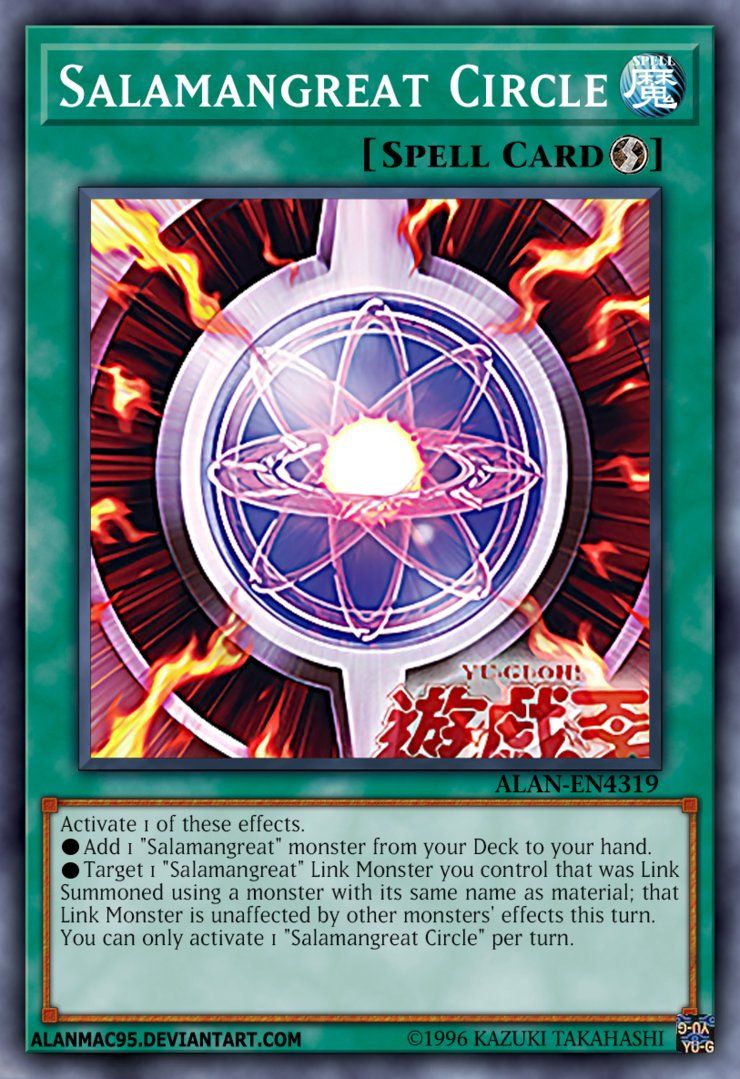 SALAMANGREAT CIRCLE
SPELL
魔
[SPELL CARD]
YU-GI-OH!
遊戯王
ALAN-EN4319
Activate 1 of these effects.
●Add 1 "Salamangreat" monster from your Deck to your hand.
●Target 1 "Salamangreat" Link Monster you control that was Link
Summoned using a monster with its same name as material; that
Link Monster is unaffected by other monsters' effects this turn.
You can only activate 1 "Salamangreat Circle" per turn.
ALANMAC95.DEVIANTART.COM
©1996 KAZUKI TAKAHASHI